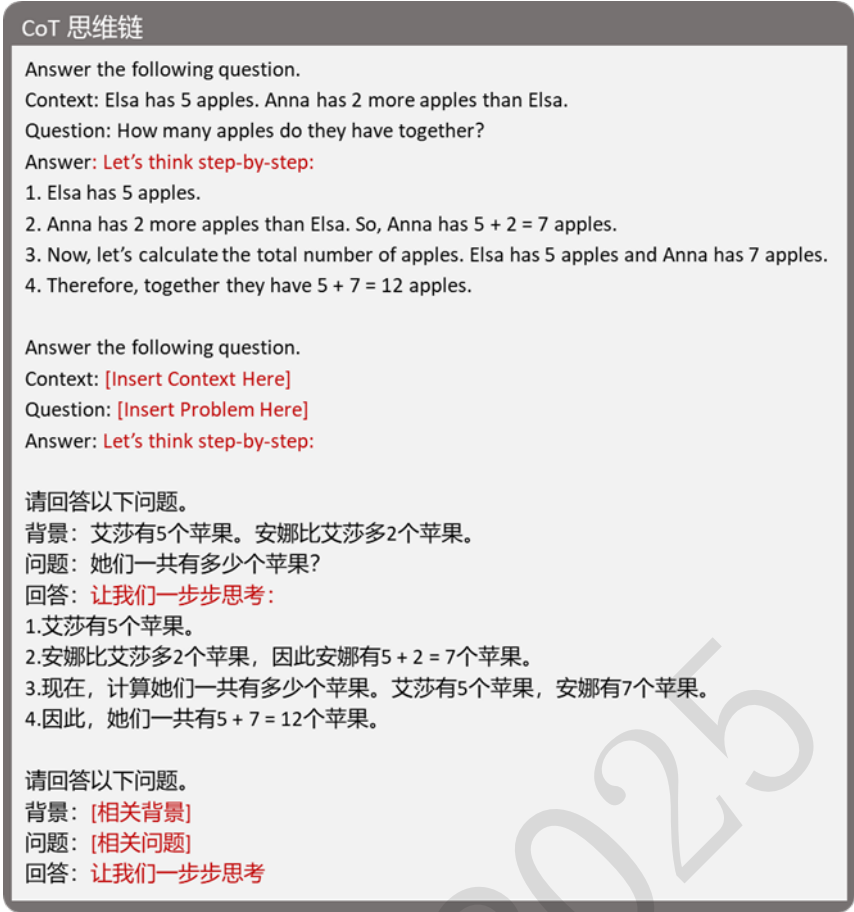 CoT 思维链
Answer the following question.
Context: Elsa has 5 apples. Anna has 2 more apples than Elsa.
Question: How many apples do they have together?
Answer: Let’s think step-by-step:
1. Elsa has 5 apples.
2. Anna has 2 more apples than Elsa. So, Anna has 5 + 2 = 7 apples.
3. Now, let’s calculate the total number of apples. Elsa has 5 apples and Anna has 7 apples.
4. Therefore, together they have 5 + 7 = 12 apples.
Answer the following question.
Context: [Insert Context Here]
Question: [Insert Problem Here]
Answer: Let’s think step-by-step:
请回答以下问题。
背景：艾莎有5个苹果。安娜比艾莎多2个苹果。
问题：她们一共有多少个苹果？
回答：让我们一步步思考：
1.艾莎有5个苹果。
2.安娜比艾莎多2个苹果，因此安娜有5 + 2 = 7个苹果。
3.现在，计算她们一共有多少个苹果。艾莎有5个苹果，安娜有7个苹果。
4.因此，她们一共有5 + 7 = 12个苹果。
请回答以下问题。
背景：[相关背景]
问题：[相关问题]
回答：让我们一步步思考
2025